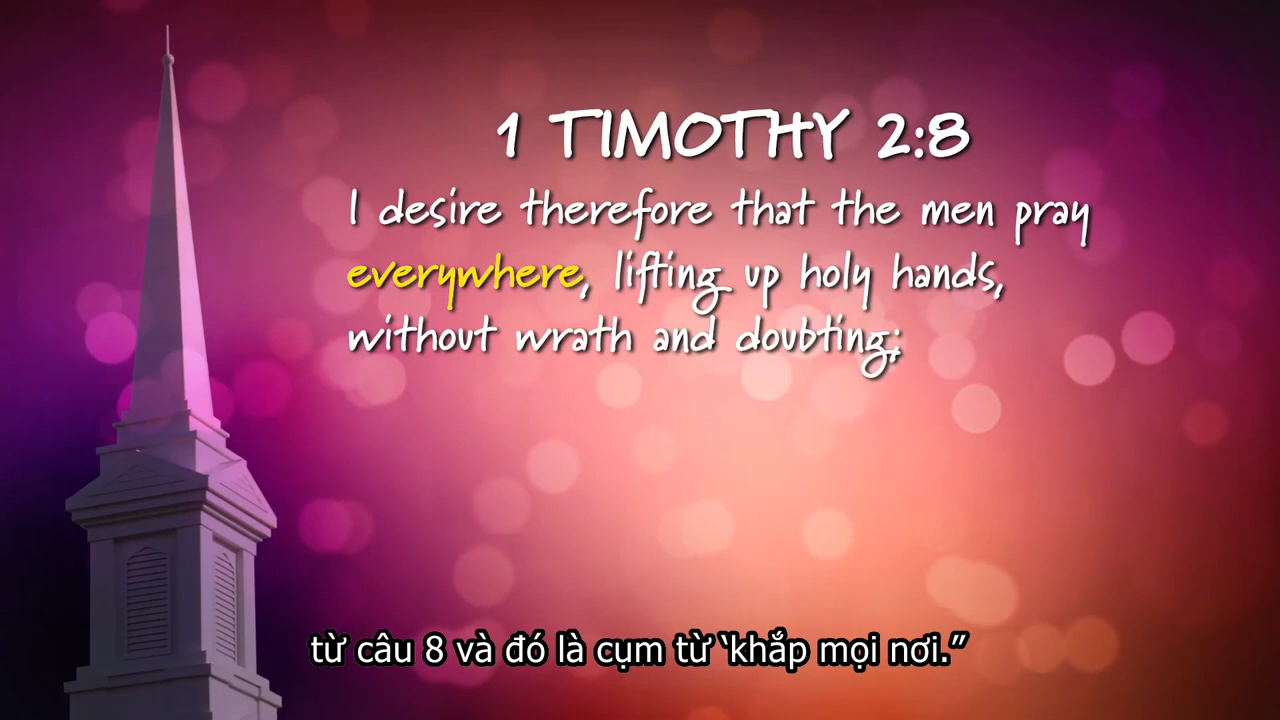 1 TIMOTHY 2:8
I desire therefore that the men pray
everywhere, lifting up holy hands,
without wrath and doubting;
từ câu 8 và đó là cụm từ ‘khắp mọi nơi.”